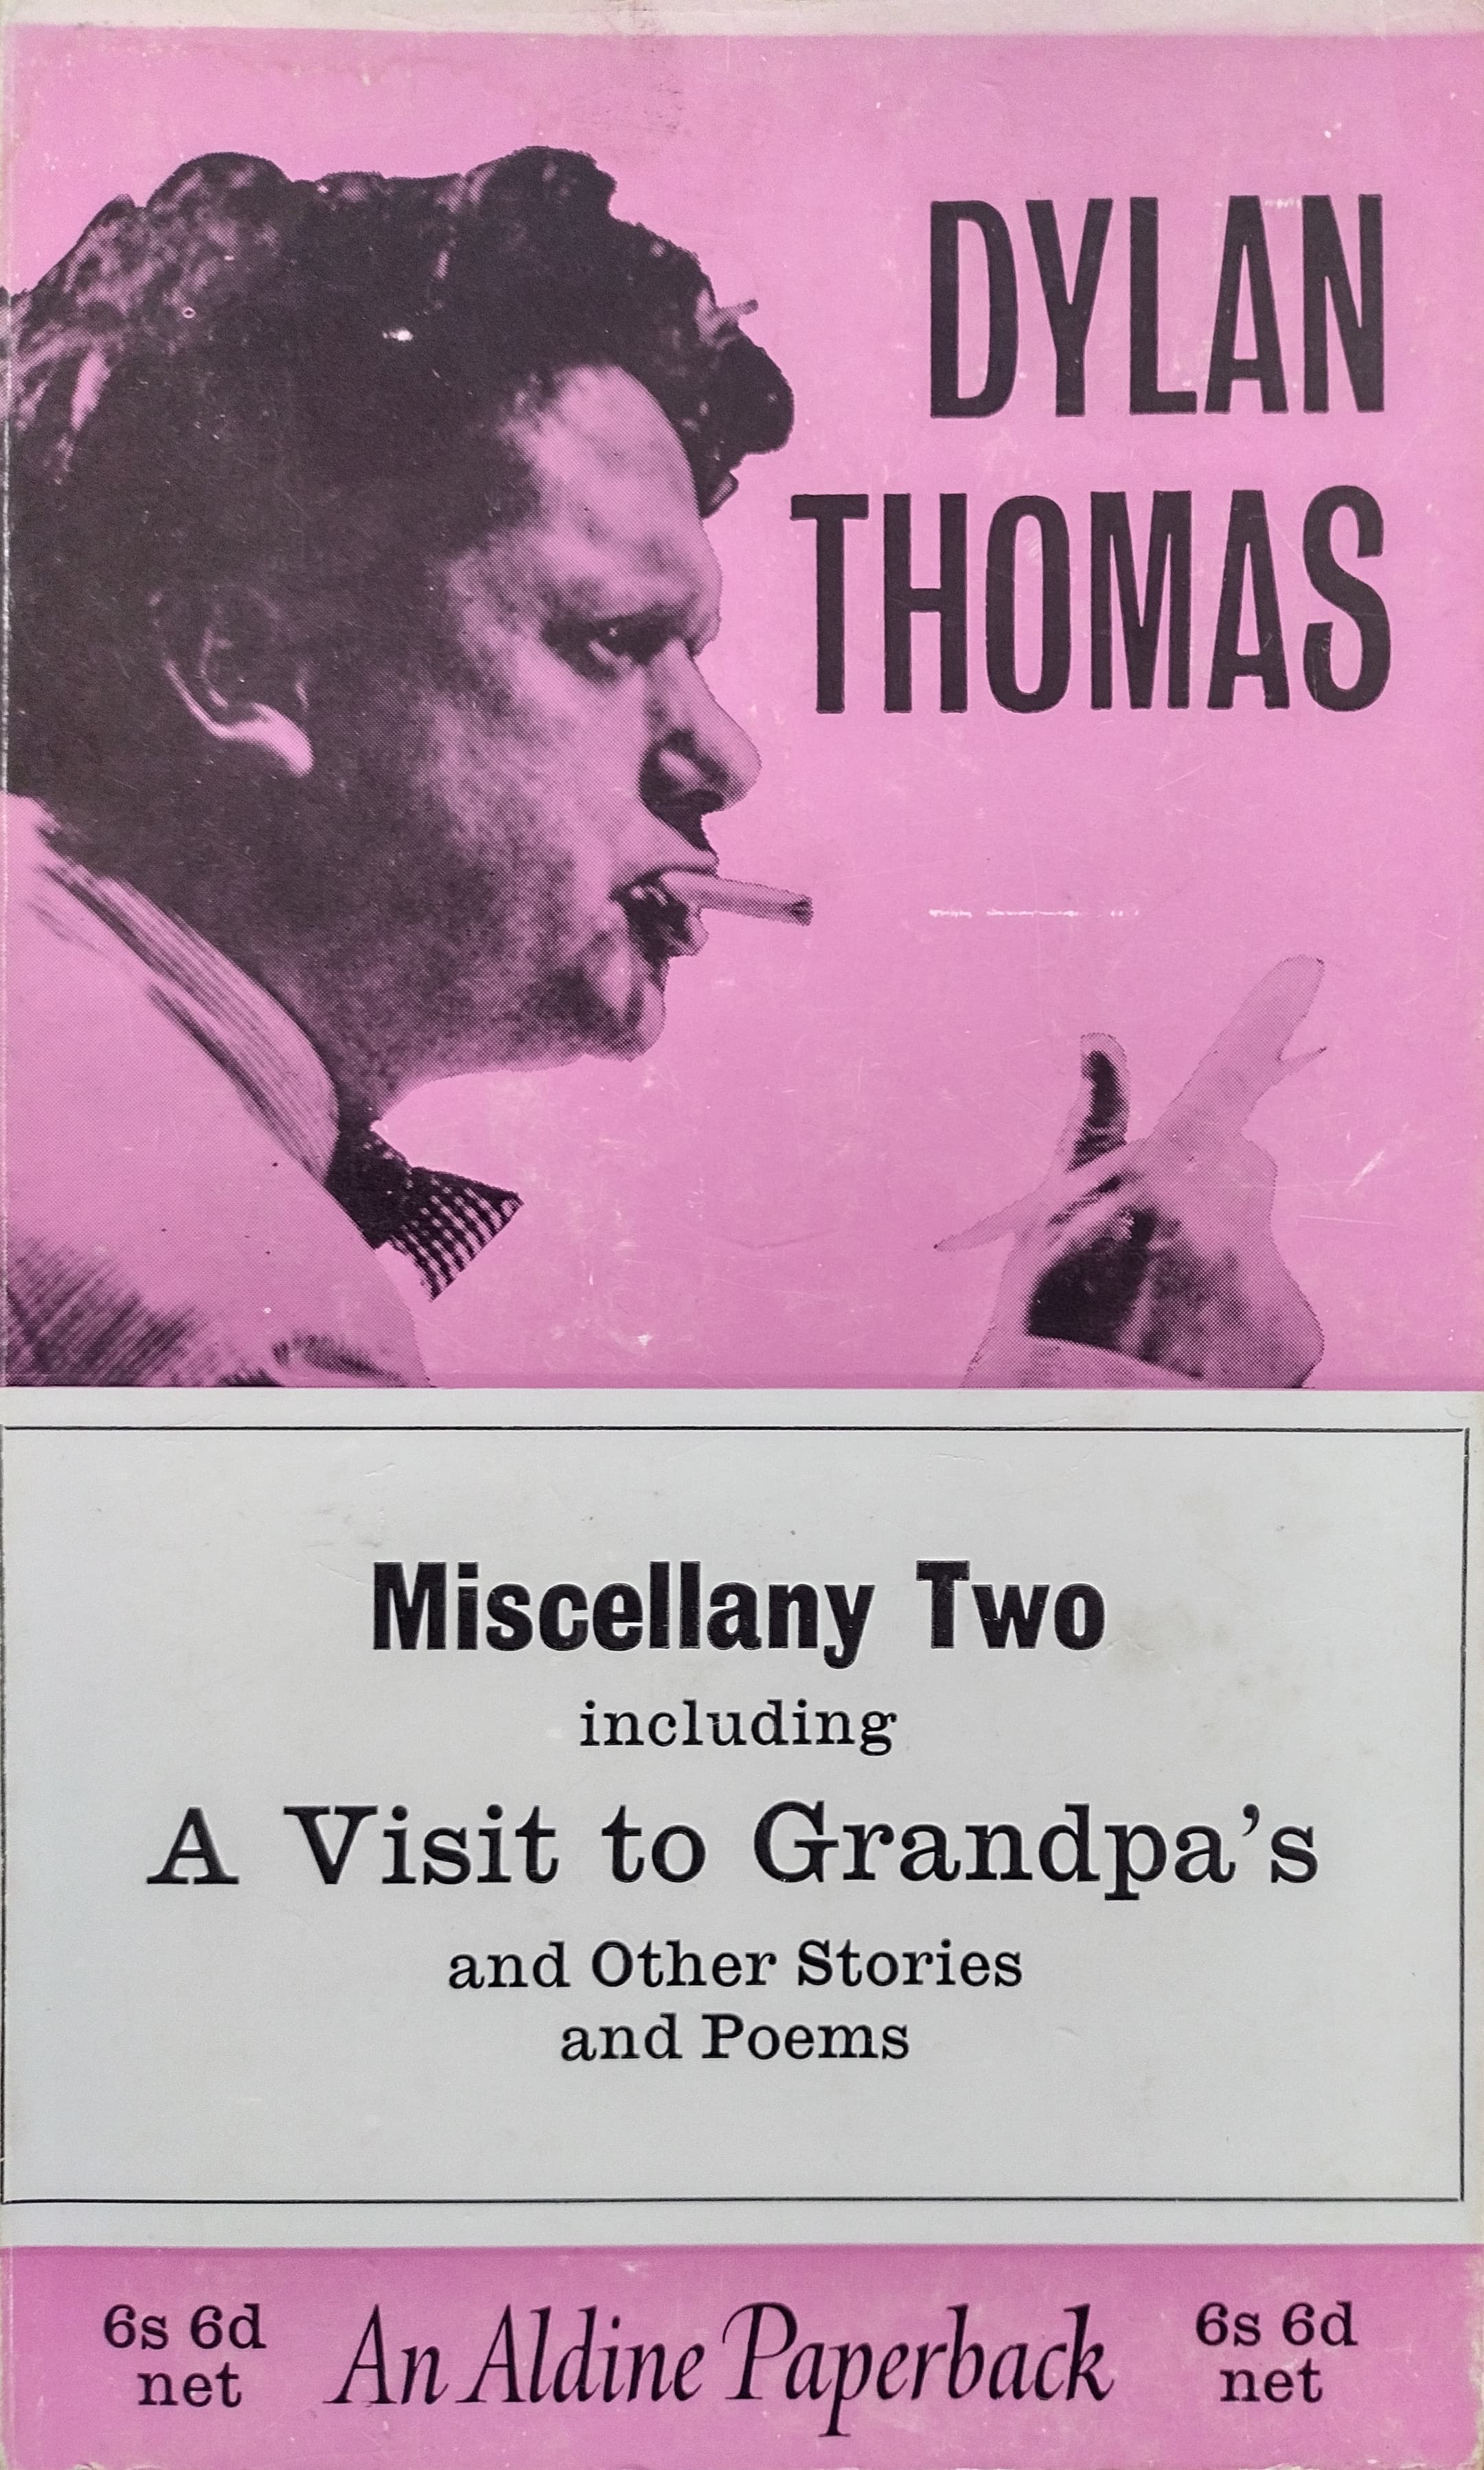 DYLAN
THOMAS
Miscellany Two
including
A Visit to Grandpa’s
and Other Stories
and Poems
6s 6d
net
An Aldine Paperback
6s 6d
net